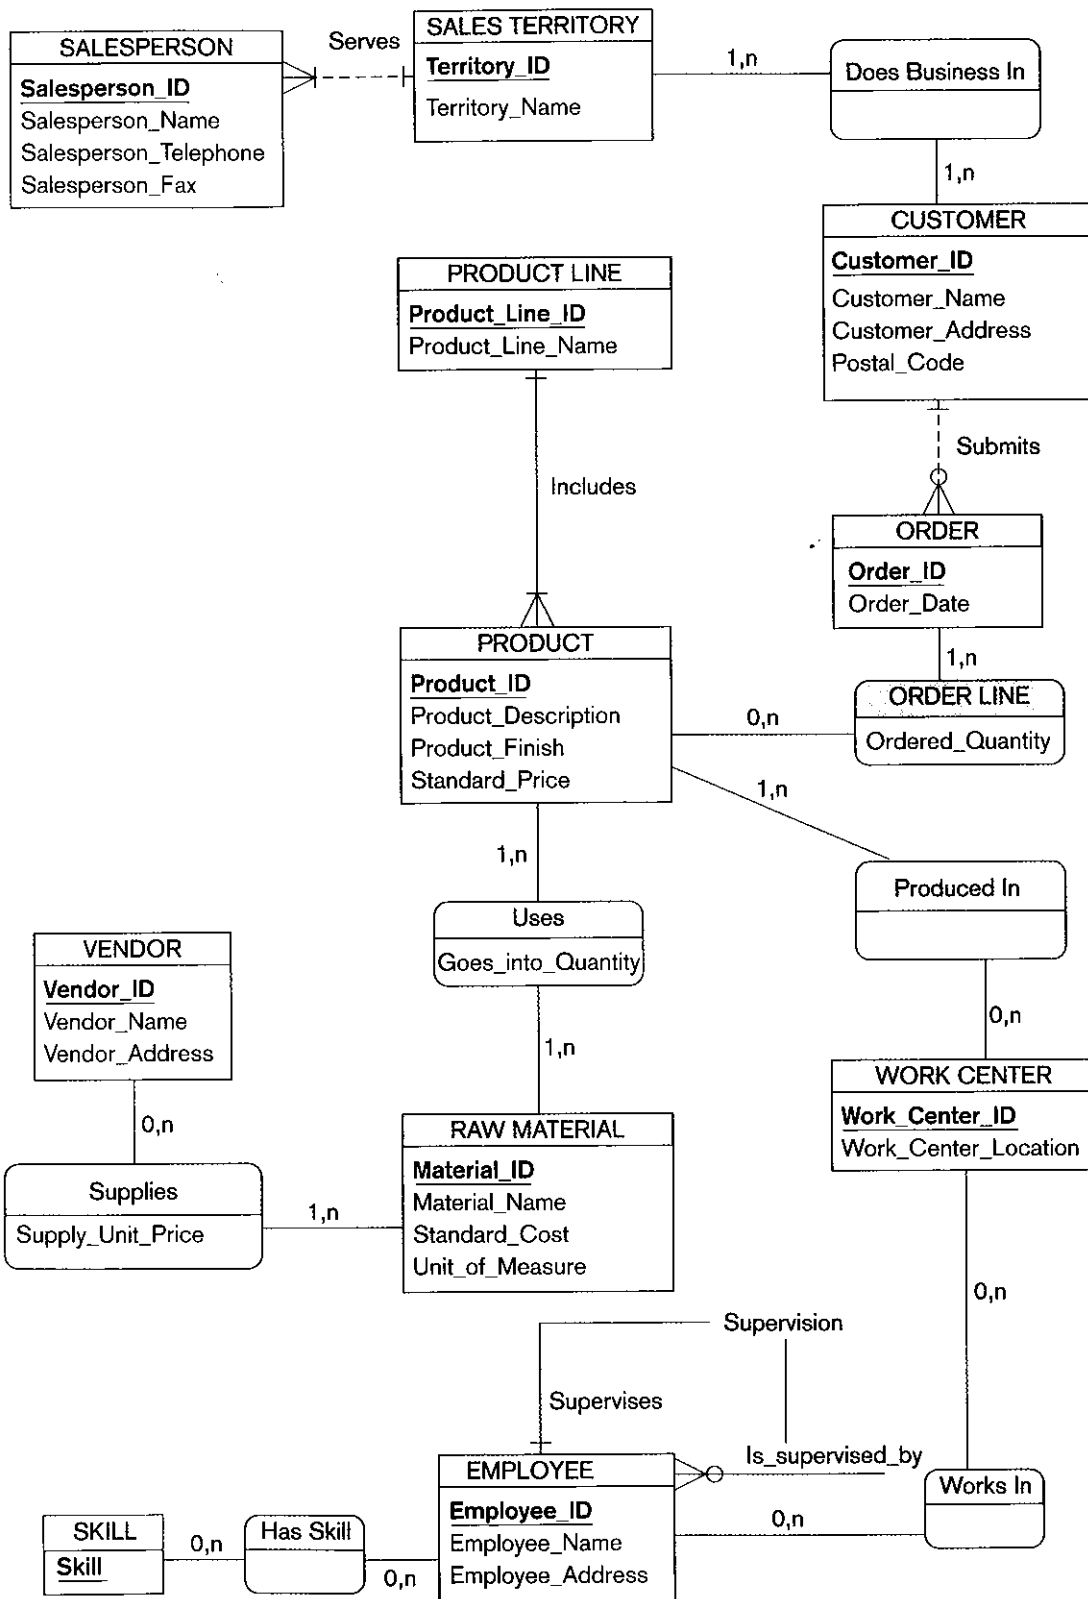 SALESPERSON
Salesperson_ID
Salesperson_Name
Salesperson_Telephone
Salesperson_Fax
Serves
SALES TERRITORY
Territory_ID
Territory_Name
1,n
Does Business In
1,n
CUSTOMER
Customer_ID
Customer_Name
Customer_Address
Postal_Code
PRODUCT LINE
Product_Line_ID
Product_Line_Name
Submits
Includes
ORDER
Order_ID
Order_Date
1,n
PRODUCT
Product_ID
Product_Description
Product_Finish
Standard_Price
0,n
ORDER LINE
Ordered_Quantity
1,n
1,n
Produced In
Uses
Goes_into_Quantity
VENDOR
Vendor_ID
Vendor_Name
Vendor_Address
0,n
1,n
0,n
WORK CENTER
Work_Center_ID
Work_Center_Location
RAW MATERIAL
Material_ID
Material_Name
Standard_Cost
Unit_of_Measure
Supplies
Supply_Unit_Price
1,n
0,n
Supervision
Supervises
Is_supervised_by
EMPLOYEE
Employee_ID
Employee_Name
Employee_Address
0,n
Works In
SKILL
Skill
0,n
Has Skill
0,n